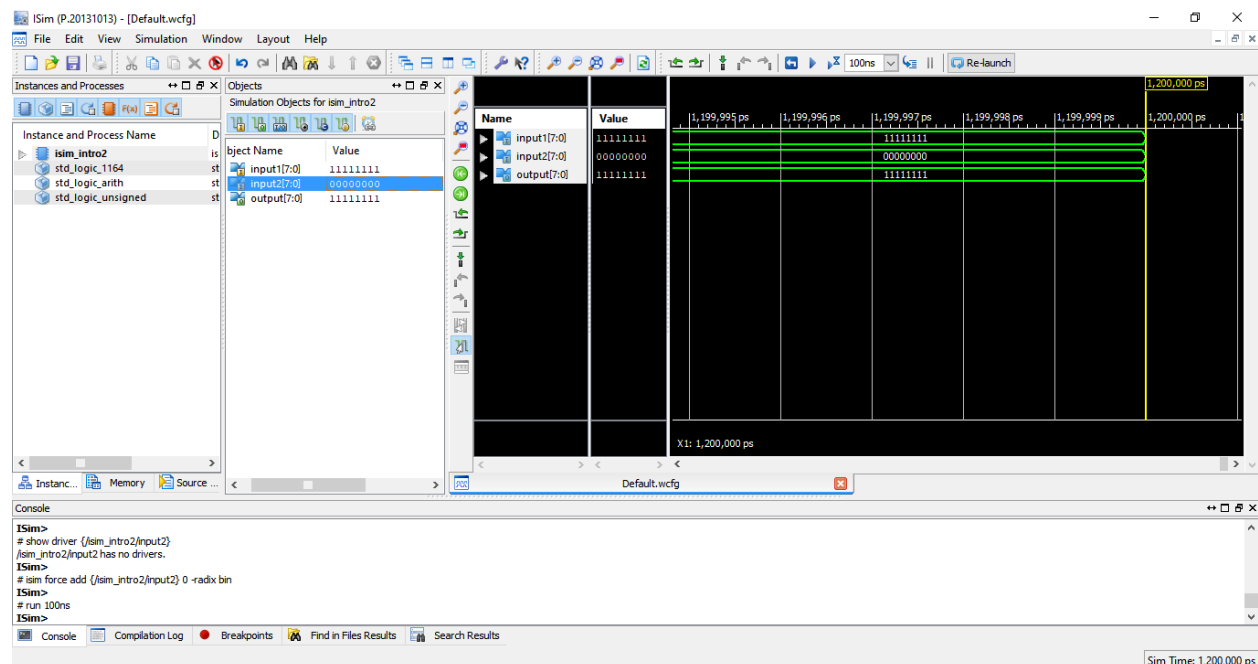 ISim (P.20131013) - [Default.wcfg]
File Edit View Simulation Window Layout Help
100ns Re-launch
Instances and Processes
F(x)
Instance and Process Name D
isim_intro2 is
std_logic_1164 st
std_logic_arith st
std_logic_unsigned st
Instanc... Memory Source ...
Objects
Simulation Objects for isim_intro2
bject Name Value
input1[7:0] 11111111
input2[7:0] 00000000
output[7:0] 11111111
Name Value
input1[7:0] 11111111
input2[7:0] 00000000
output[7:0] 11111111
1,200,000 ps
1,199,995 ps 1,199,996 ps 1,199,997 ps 1,199,998 ps 1,199,999 ps 1,200,000 ps 1
11111111
00000000
11111111
X1: 1,200,000 ps
Default.wcfg
Console
ISim>
# show driver {/isim_intro2/input2}
/isim_intro2/input2 has no drivers.
ISim>
# isim force add {/isim_intro2/input2} 0 -radix bin
ISim>
# run 100ns
ISim>
Console Compilation Log Breakpoints Find in Files Results Search Results
Sim Time: 1,200,000 ps